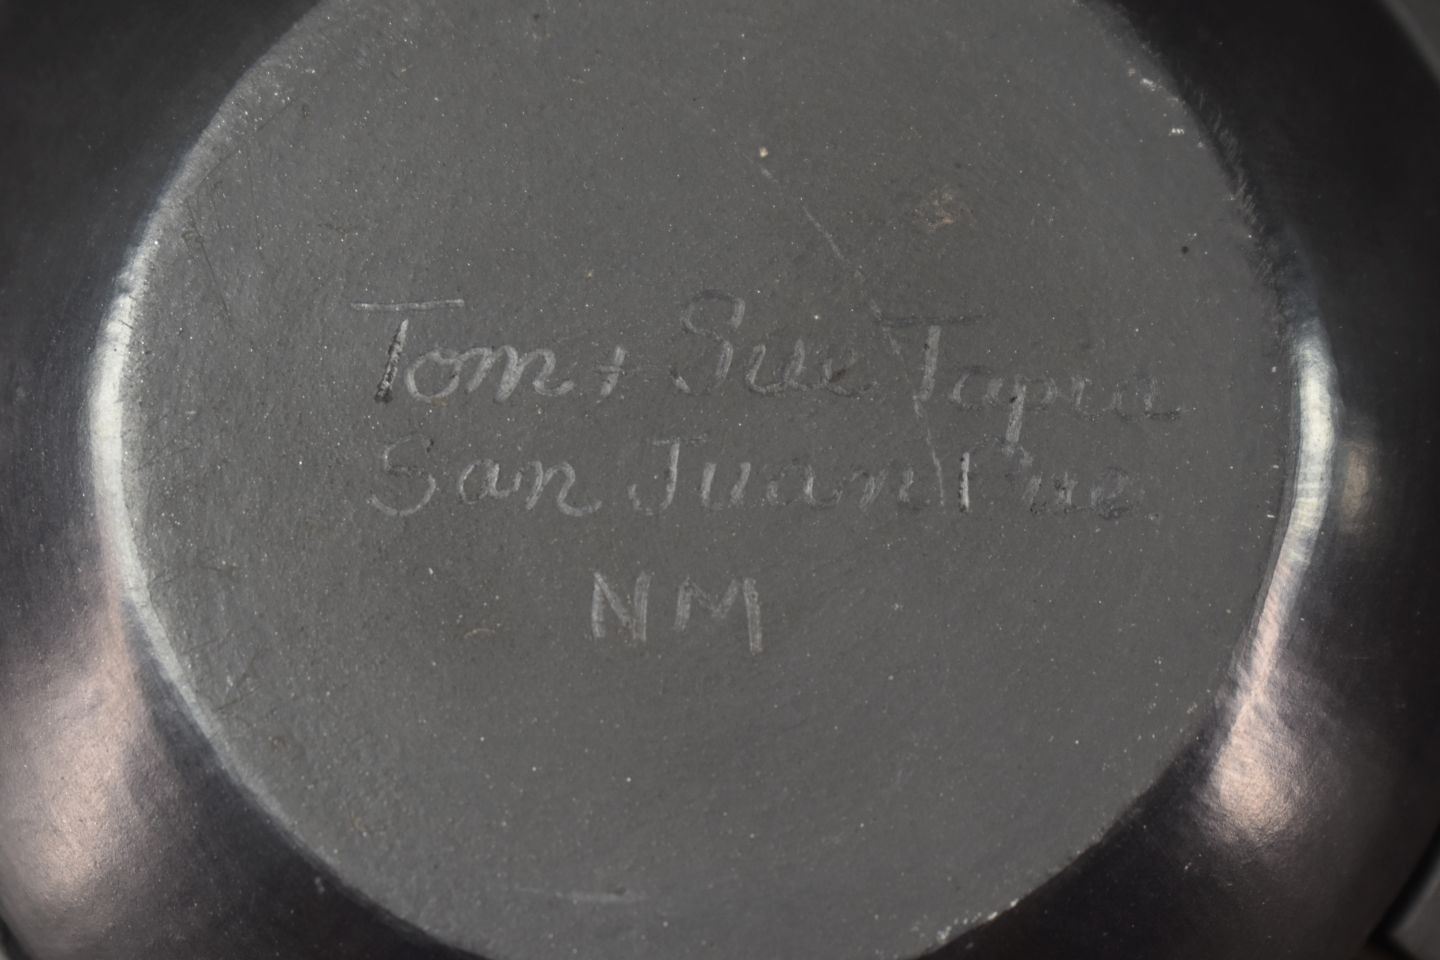 Tom + Sue Tapia
San Juan Pue
NM